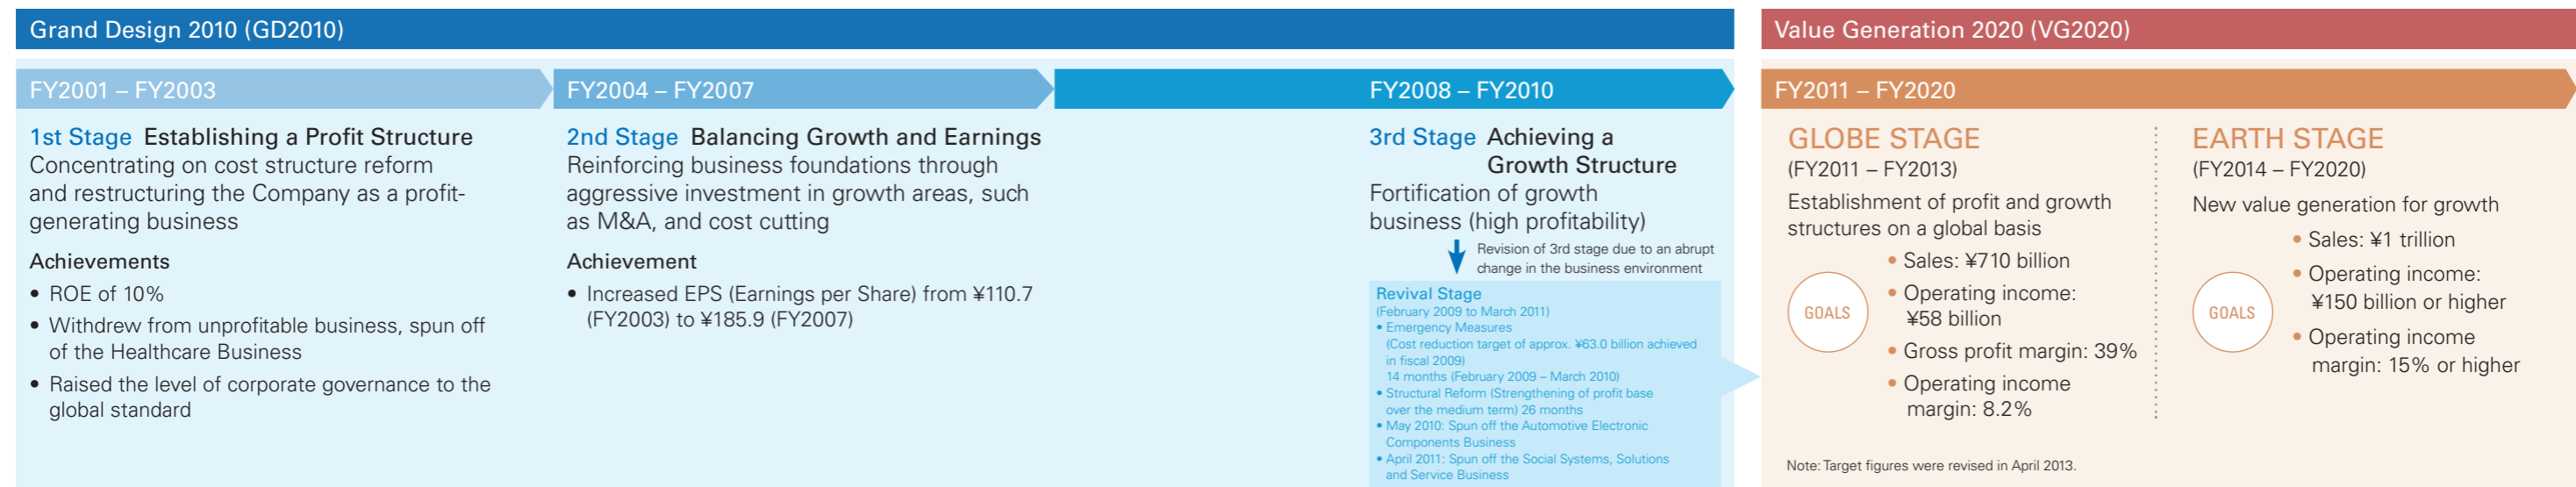 Grand Design 2010 (GD2010)
FY2001 – FY2003
1st Stage Establishing a Profit Structure
Concentrating on cost structure reform
and restructuring the Company as a profit-
generating business
Achievements
• ROE of 10%
• Withdrew from unprofitable business, spun off
of the Healthcare Business
• Raised the level of corporate governance to the
global standard
FY2004 – FY2007
2nd Stage Balancing Growth and Earnings
Reinforcing business foundations through
aggressive investment in growth areas, such
as M&A, and cost cutting
Achievement
• Increased EPS (Earnings per Share) from ¥110.7
(FY2003) to ¥185.9 (FY2007)
FY2008 – FY2010
3rd Stage Achieving a
Growth Structure
Fortification of growth
business (high profitability)
Revision of 3rd stage due to an abrupt
change in the business environment
Revival Stage
(February 2009 to March 2011)
• Emergency Measures
(Cost reduction target of approx. ¥63.0 billion achieved
in fiscal 2009)
14 months (February 2009 – March 2010)
• Structural Reform (Strengthening of profit base
over the medium term) 26 months
• May 2010: Spun off the Automotive Electronic
Components Business
• April 2011: Spun off the Social Systems, Solutions
and Service Business
Value Generation 2020 (VG2020)
FY2011 – FY2020
GLOBE STAGE
(FY2011 – FY2013)
Establishment of profit and growth
structures on a global basis
GOALS
• Sales: ¥710 billion
• Operating income:
¥58 billion
• Gross profit margin: 39%
• Operating income
margin: 8.2%
Note: Target figures were revised in April 2013.
EARTH STAGE
(FY2014 – FY2020)
New value generation for growth
GOALS
• Sales: ¥1 trillion
• Operating income:
¥150 billion or higher
• Operating income
margin: 15% or higher